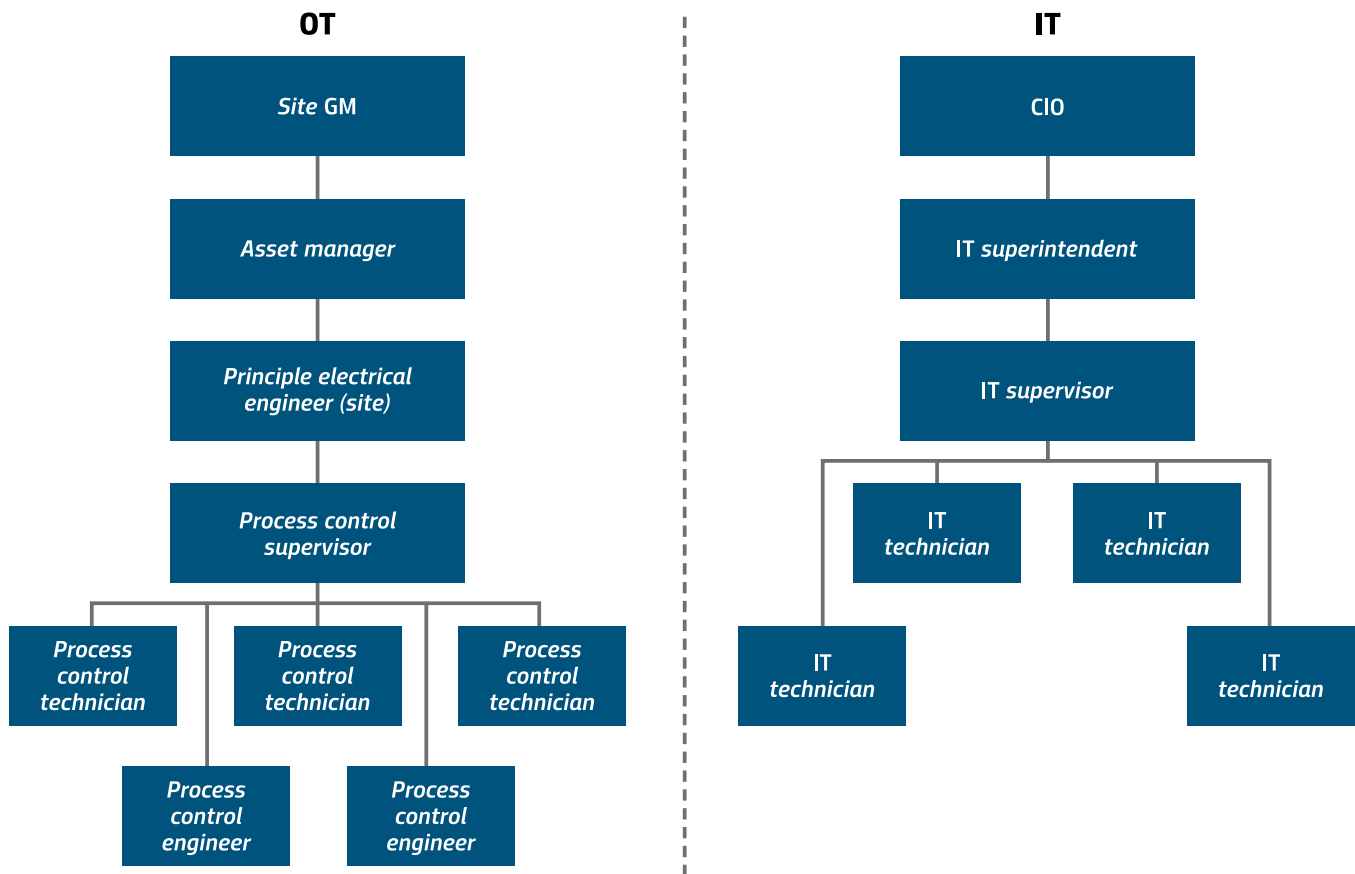 OT
Site GM
Asset manager
Principle electrical
engineer (site)
Process control
supervisor
Process
control
technician
Process
control
technician
Process
control
technician
Process
control
engineer
Process
control
engineer
IT
CIO
IT superintendent
IT supervisor
IT
technician
IT
technician
IT
technician
IT
technician